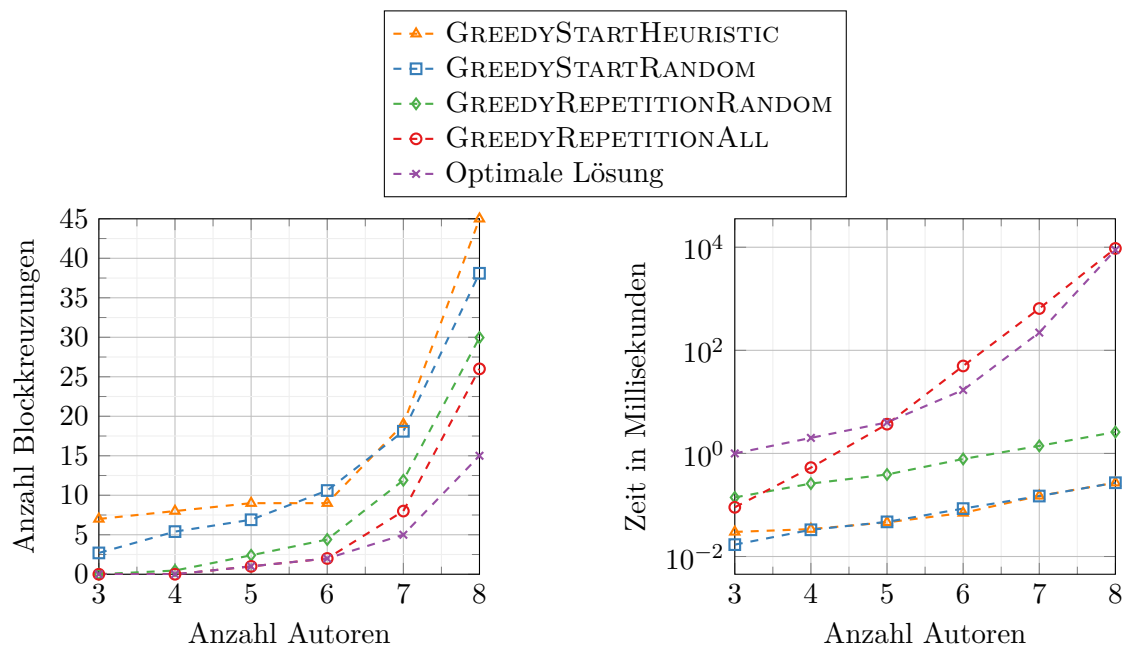 GREEDYSTARTHEURISTIC
GREEDYSTARTRANDOM
GREEDYREPETITIONRANDOM
GREEDYREPETITIONALL
Optimale Lösung
Anzahl Blockkreuzungen
45
40
35
30
25
20
15
10
5
0
3 4 5 6 7 8
Anzahl Autoren
Zeit in Millisekunden
10^4
10^2
10^0
10^−2
3 4 5 6 7 8
Anzahl Autoren